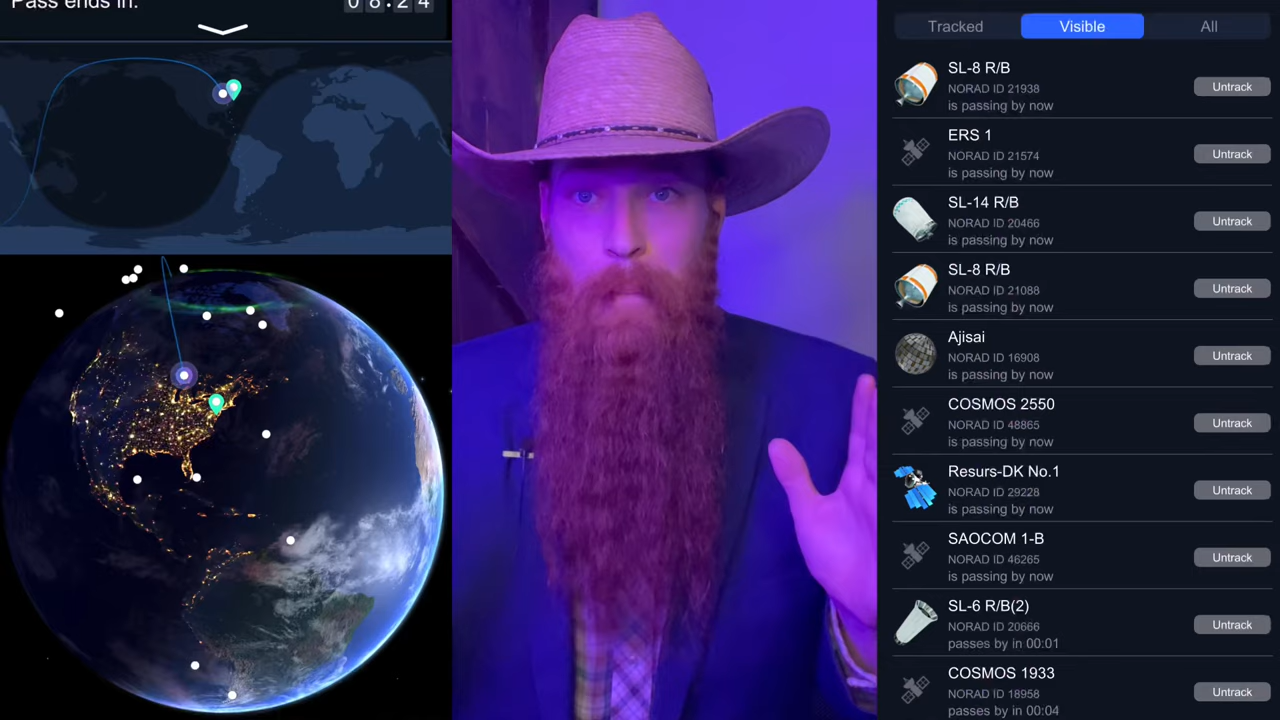 Pass ends in:
08:24
Tracked
Visible
All
SL-8 R/B
NORAD ID 21938
is passing by now
Untrack
ERS 1
NORAD ID 21574
is passing by now
Untrack
SL-14 R/B
NORAD ID 20466
is passing by now
Untrack
SL-8 R/B
NORAD ID 21088
is passing by now
Untrack
Ajisai
NORAD ID 16908
is passing by now
Untrack
COSMOS 2550
NORAD ID 48865
is passing by now
Untrack
Resurs-DK No.1
NORAD ID 29228
is passing by now
Untrack
SAOCOM 1-B
NORAD ID 46265
is passing by now
Untrack
SL-6 R/B(2)
NORAD ID 20666
passes by in 00:01
Untrack
COSMOS 1933
NORAD ID 18958
passes by in 00:04
Untrack